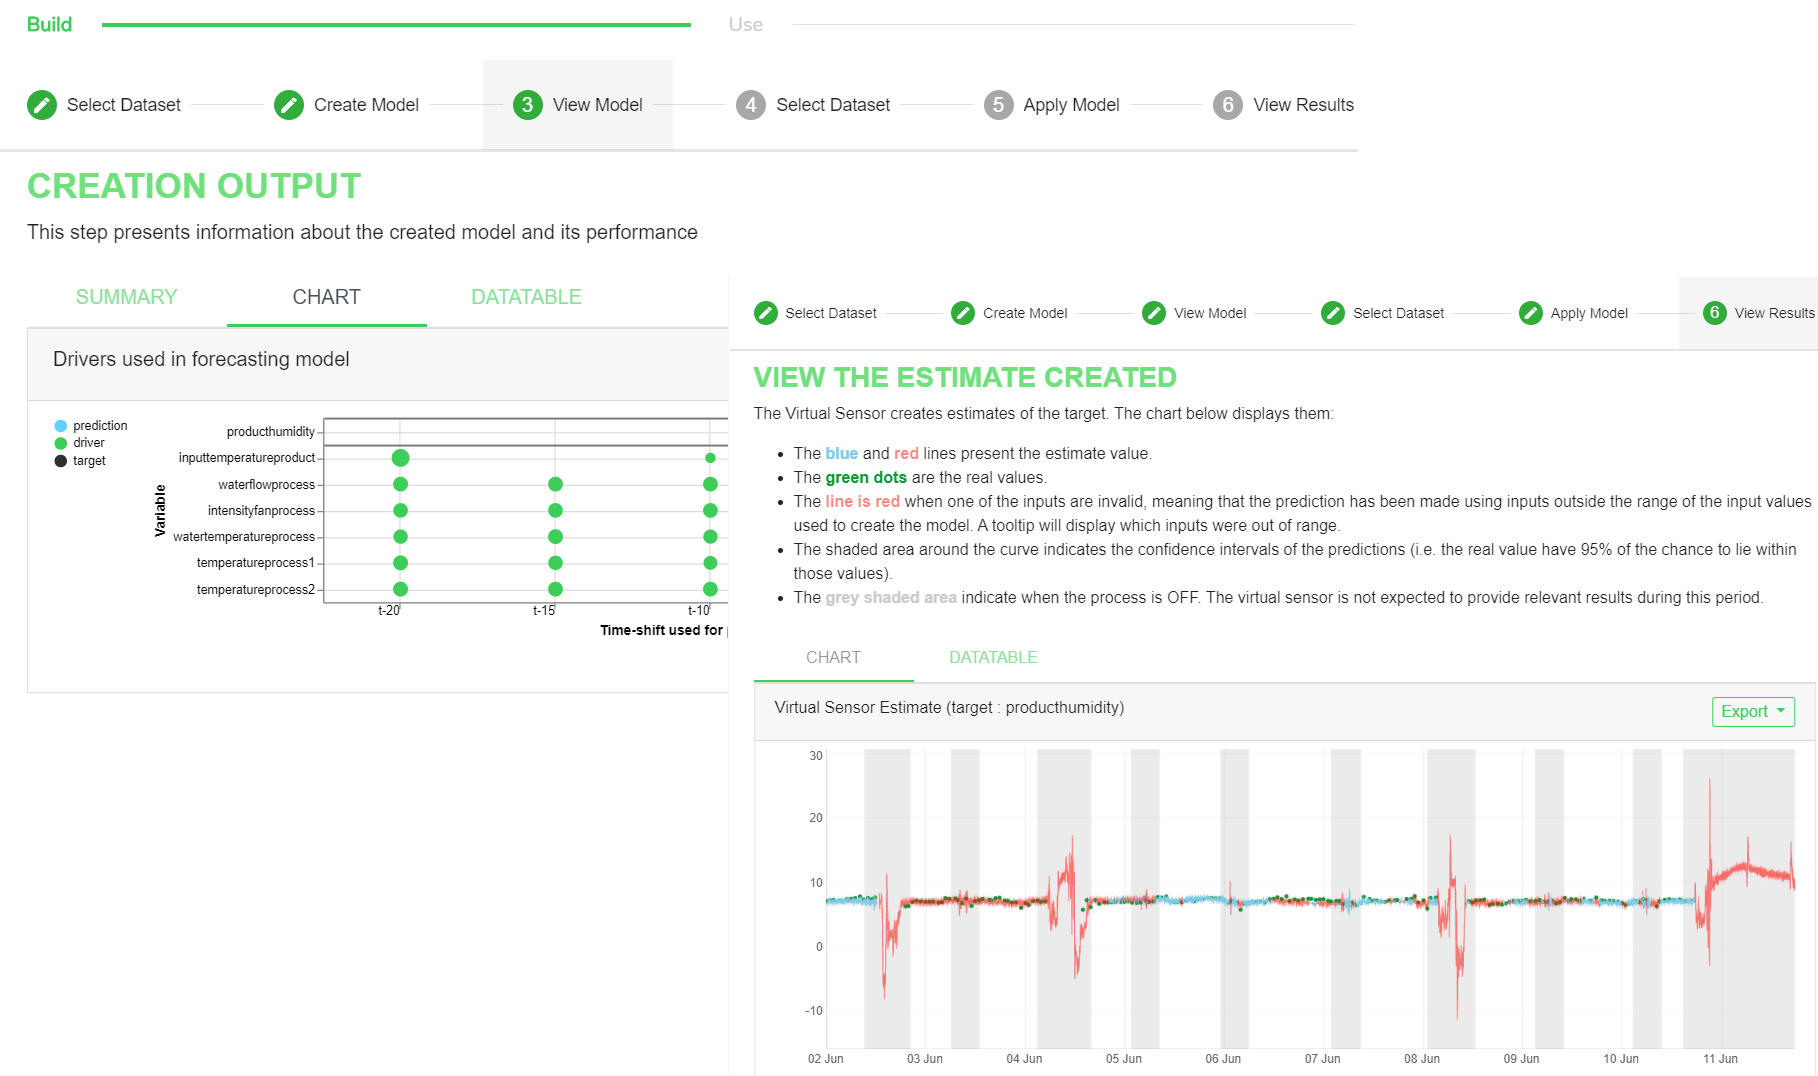 Build
Use
Select Dataset
Create Model
3 View Model
4 Select Dataset
5 Apply Model
6 View Results
CREATION OUTPUT
This step presents information about the created model and its performance
SUMMARY
CHART
DATATABLE
Drivers used in forecasting model
prediction
driver
target
Variable
producthumidity
inputtemperatureproduct
waterflowprocess
intensityfanprocess
watertemperatureprocess
temperatureprocess1
temperatureprocess2
t-20
t-15
t-10
Time-shift used for
Select Dataset
Create Model
View Model
Select Dataset
Apply Model
6 View Results
VIEW THE ESTIMATE CREATED
The Virtual Sensor creates estimates of the target. The chart below displays them:
• The blue and red lines present the estimate value.
• The green dots are the real values.
• The line is red when one of the inputs are invalid, meaning that the prediction has been made using inputs outside the range of the input values
used to create the model. A tooltip will display which inputs were out of range.
• The shaded area around the curve indicates the confidence intervals of the predictions (i.e. the real value have 95% of the chance to lie within
those values).
• The grey shaded area indicate when the process is OFF. The virtual sensor is not expected to provide relevant results during this period.
CHART
DATATABLE
Virtual Sensor Estimate (target : producthumidity)
Export
30
20
10
0
-10
02 Jun
03 Jun
04 Jun
05 Jun
06 Jun
07 Jun
08 Jun
09 Jun
10 Jun
11 Jun